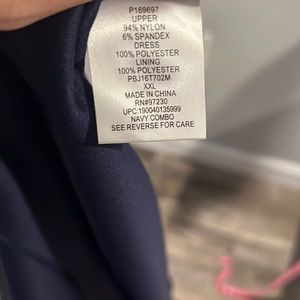 P169697
UPPER
94% NYLON
6% SPANDEX
DRESS
100% POLYESTER
LINING
100% POLYESTER
PBJ16T702M
XXL
MADE IN CHINA
RN#97230
UPC:190040135999
NAVY COMBO
SEE REVERSE FOR CARE